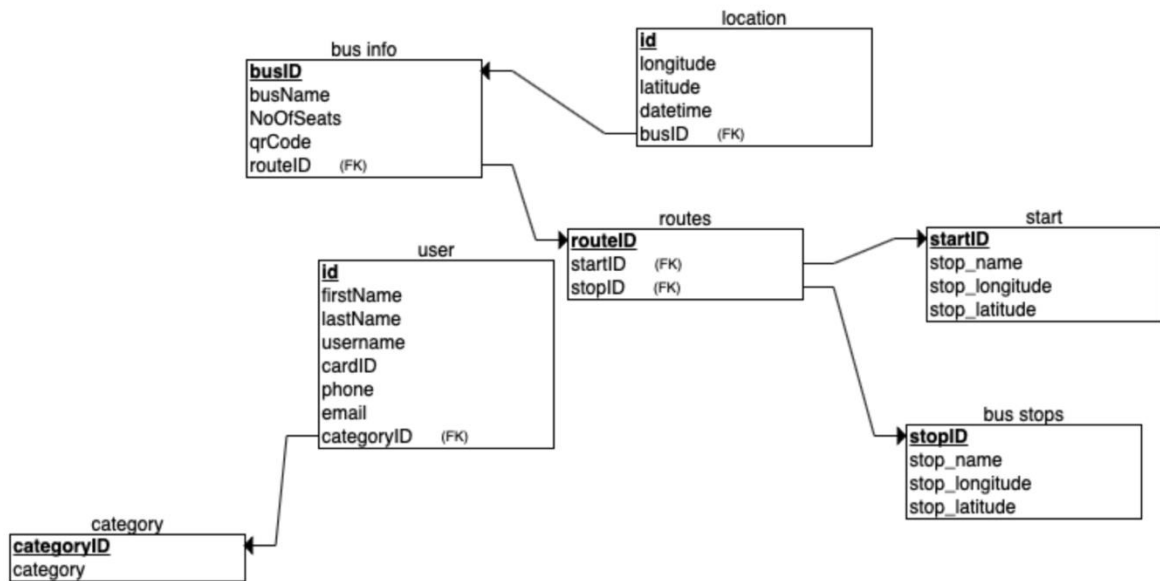 location
id
longitude
latitude
datetime
busID (FK)
bus info
busID
busName
NoOfSeats
qrCode
routeID (FK)
routes
routeID
startID (FK)
stopID (FK)
start
startID
stop_name
stop_longitude
stop_latitude
user
id
firstName
lastName
username
cardID
phone
email
categoryID (FK)
bus stops
stopID
stop_name
stop_longitude
stop_latitude
category
categoryID
category